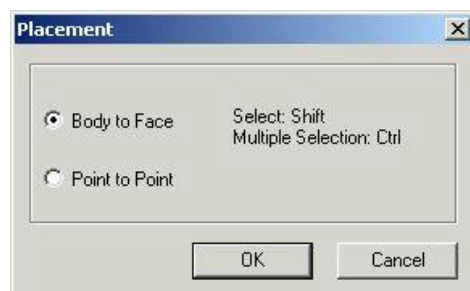 Placement
Body to Face
Select: Shift
Multiple Selection: Ctrl
Point to Point
OK
Cancel